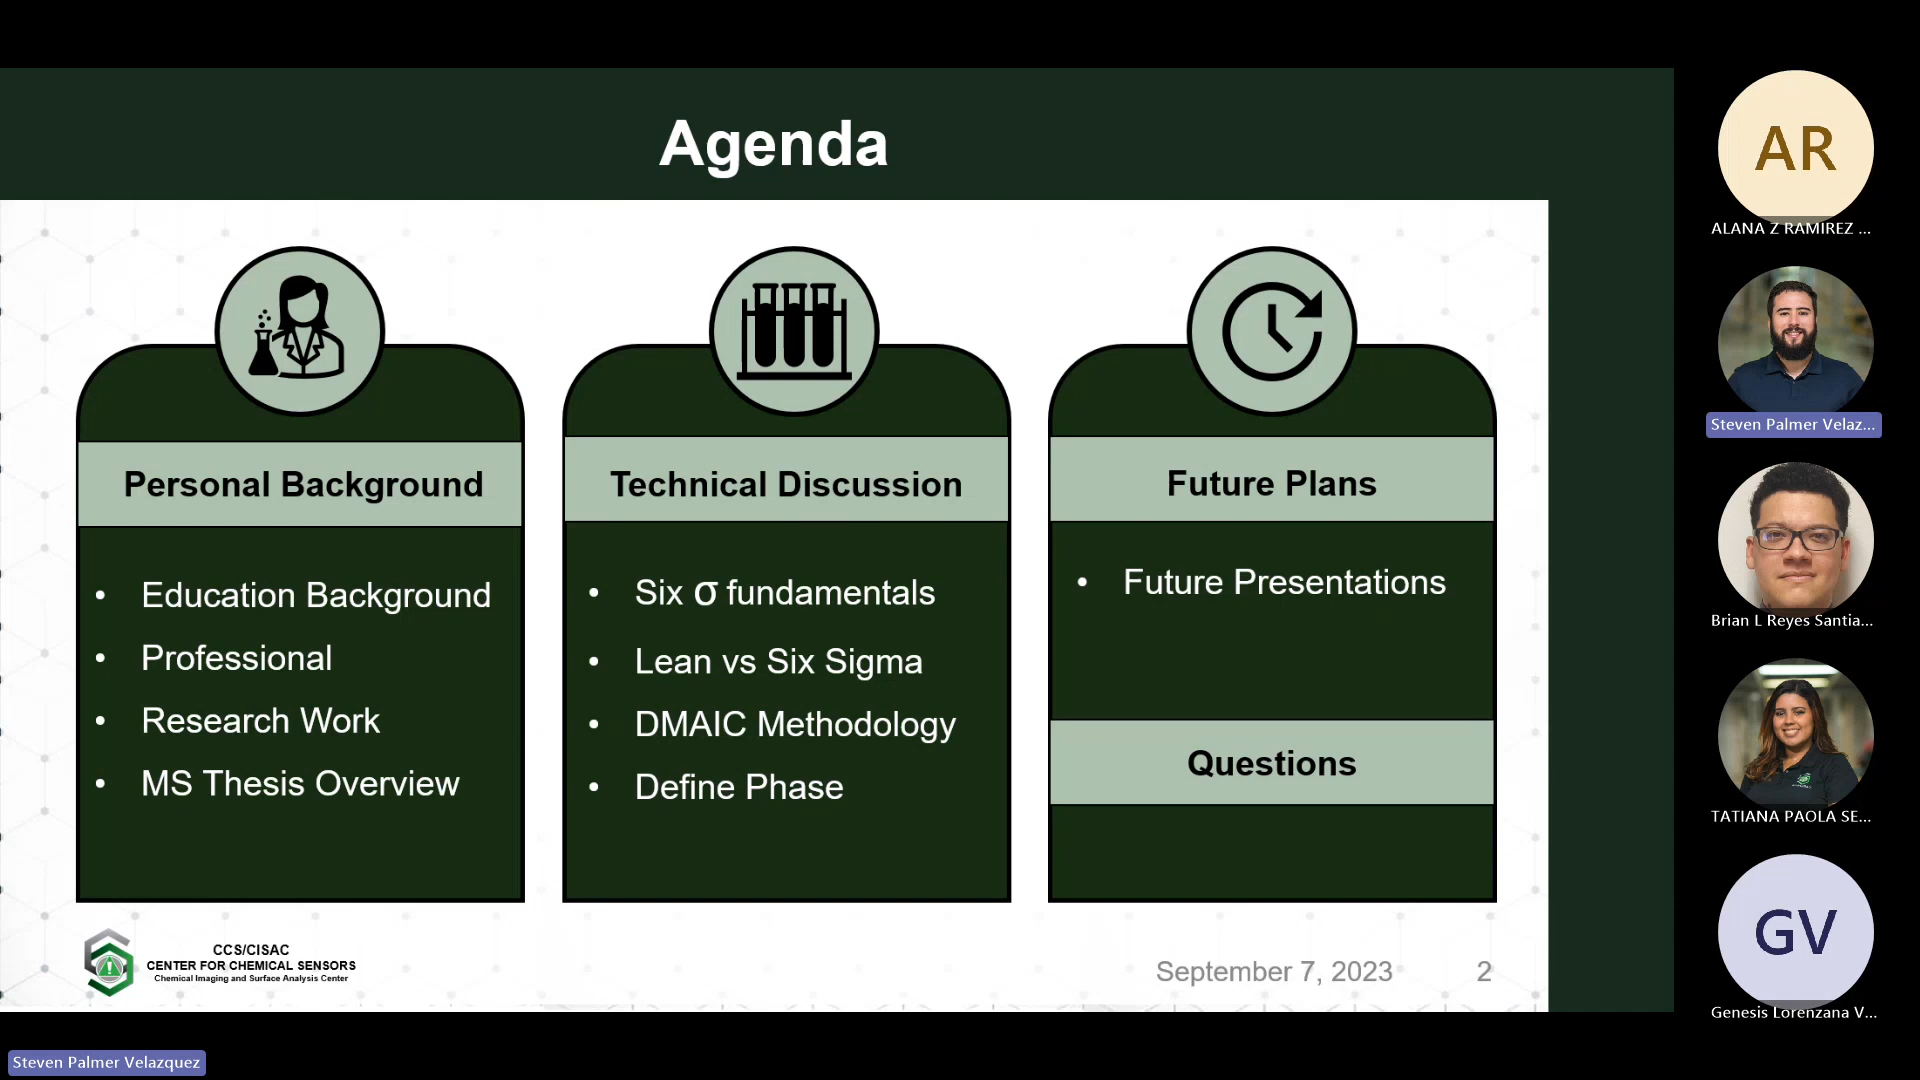 Agenda
Personal Background
• Education Background
• Professional
• Research Work
• MS Thesis Overview
Technical Discussion
• Six σ fundamentals
• Lean vs Six Sigma
• DMAIC Methodology
• Define Phase
Future Plans
• Future Presentations
Questions
CCS/CISAC
CENTER FOR CHEMICAL SENSORS
Chemical Imaging and Surface Analysis Center
September 7, 2023
2
AR
ALANA Z RAMIREZ ...
Steven Palmer Velaz...
Brian L Reyes Santia...
TATIANA PAOLA SE...
GV
Genesis Lorenzana V...
Steven Palmer Velazquez